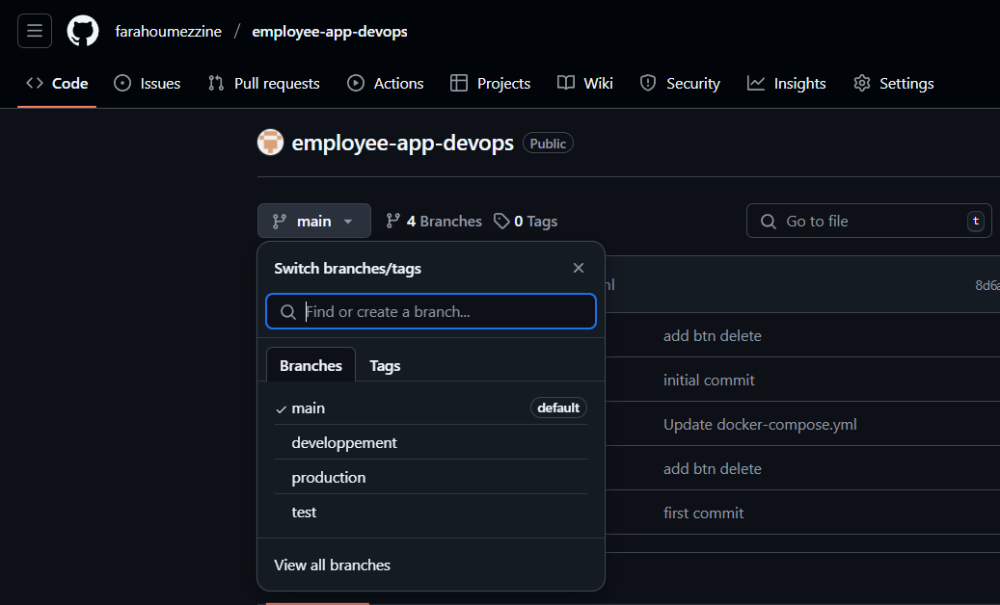 farahoumezzine / employee-app-devops
Code Issues Pull requests Actions Projects Wiki Security Insights Settings
employee-app-devops Public
main 4 Branches 0 Tags Go to file t
Switch branches/tags
Find or create a branch...
Branches Tags
main default
developpement
production
test
View all branches
8d6a
add btn delete
initial commit
Update docker-compose.yml
add btn delete
first commit